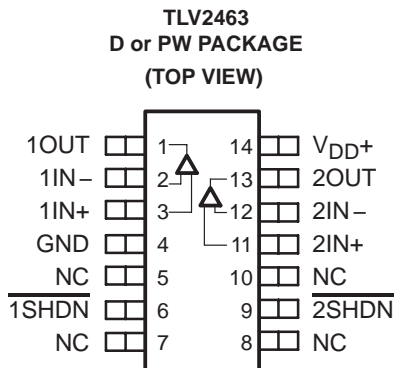 TLV2463
D or PW PACKAGE
(TOP VIEW)
1OUT 1 14 VDD+
1IN− 2 13 2OUT
1IN+ 3 12 2IN−
GND 4 11 2IN+
NC 5 10 NC
1SHDN 6 9 2SHDN
NC 7 8 NC